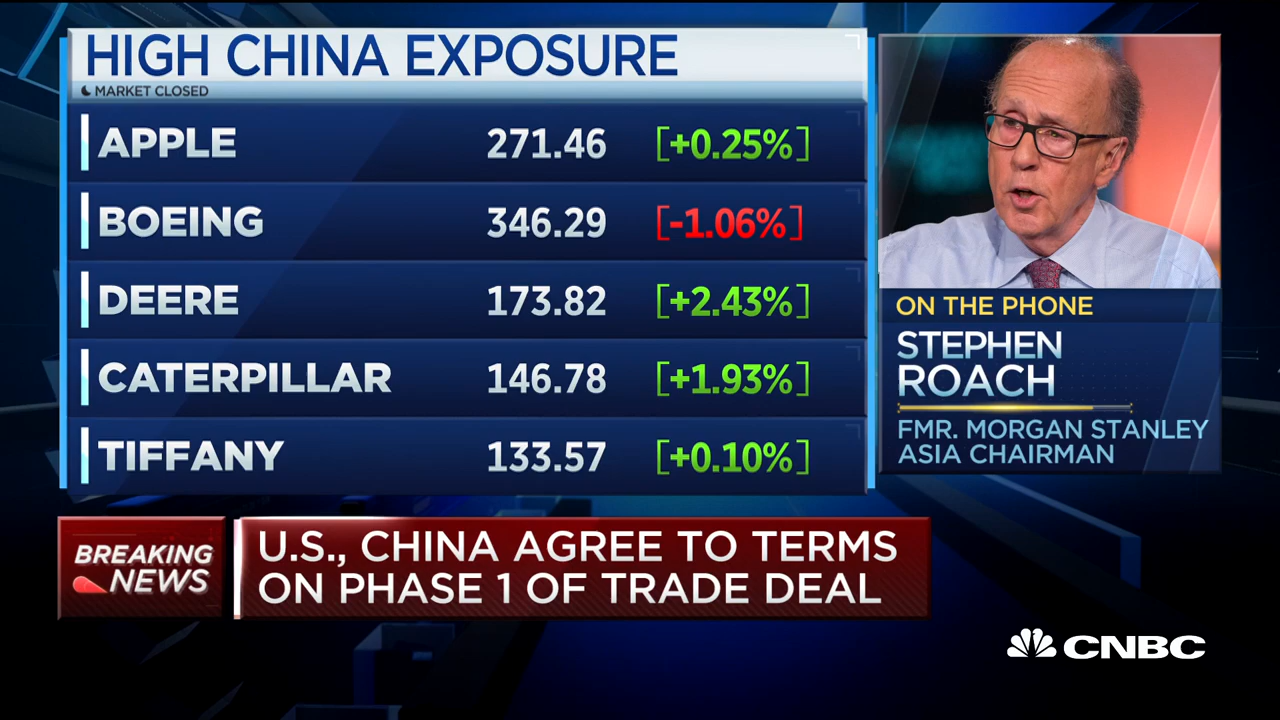 HIGH CHINA EXPOSURE
MARKET CLOSED
APPLE 271.46 [+0.25%]
BOEING 346.29 [-1.06%]
DEERE 173.82 [+2.43%]
CATERPILLAR 146.78 [+1.93%]
TIFFANY 133.57 [+0.10%]
ON THE PHONE
STEPHEN
ROACH
FMR. MORGAN STANLEY
ASIA CHAIRMAN
BREAKING
NEWS
U.S., CHINA AGREE TO TERMS
ON PHASE 1 OF TRADE DEAL
CNBC